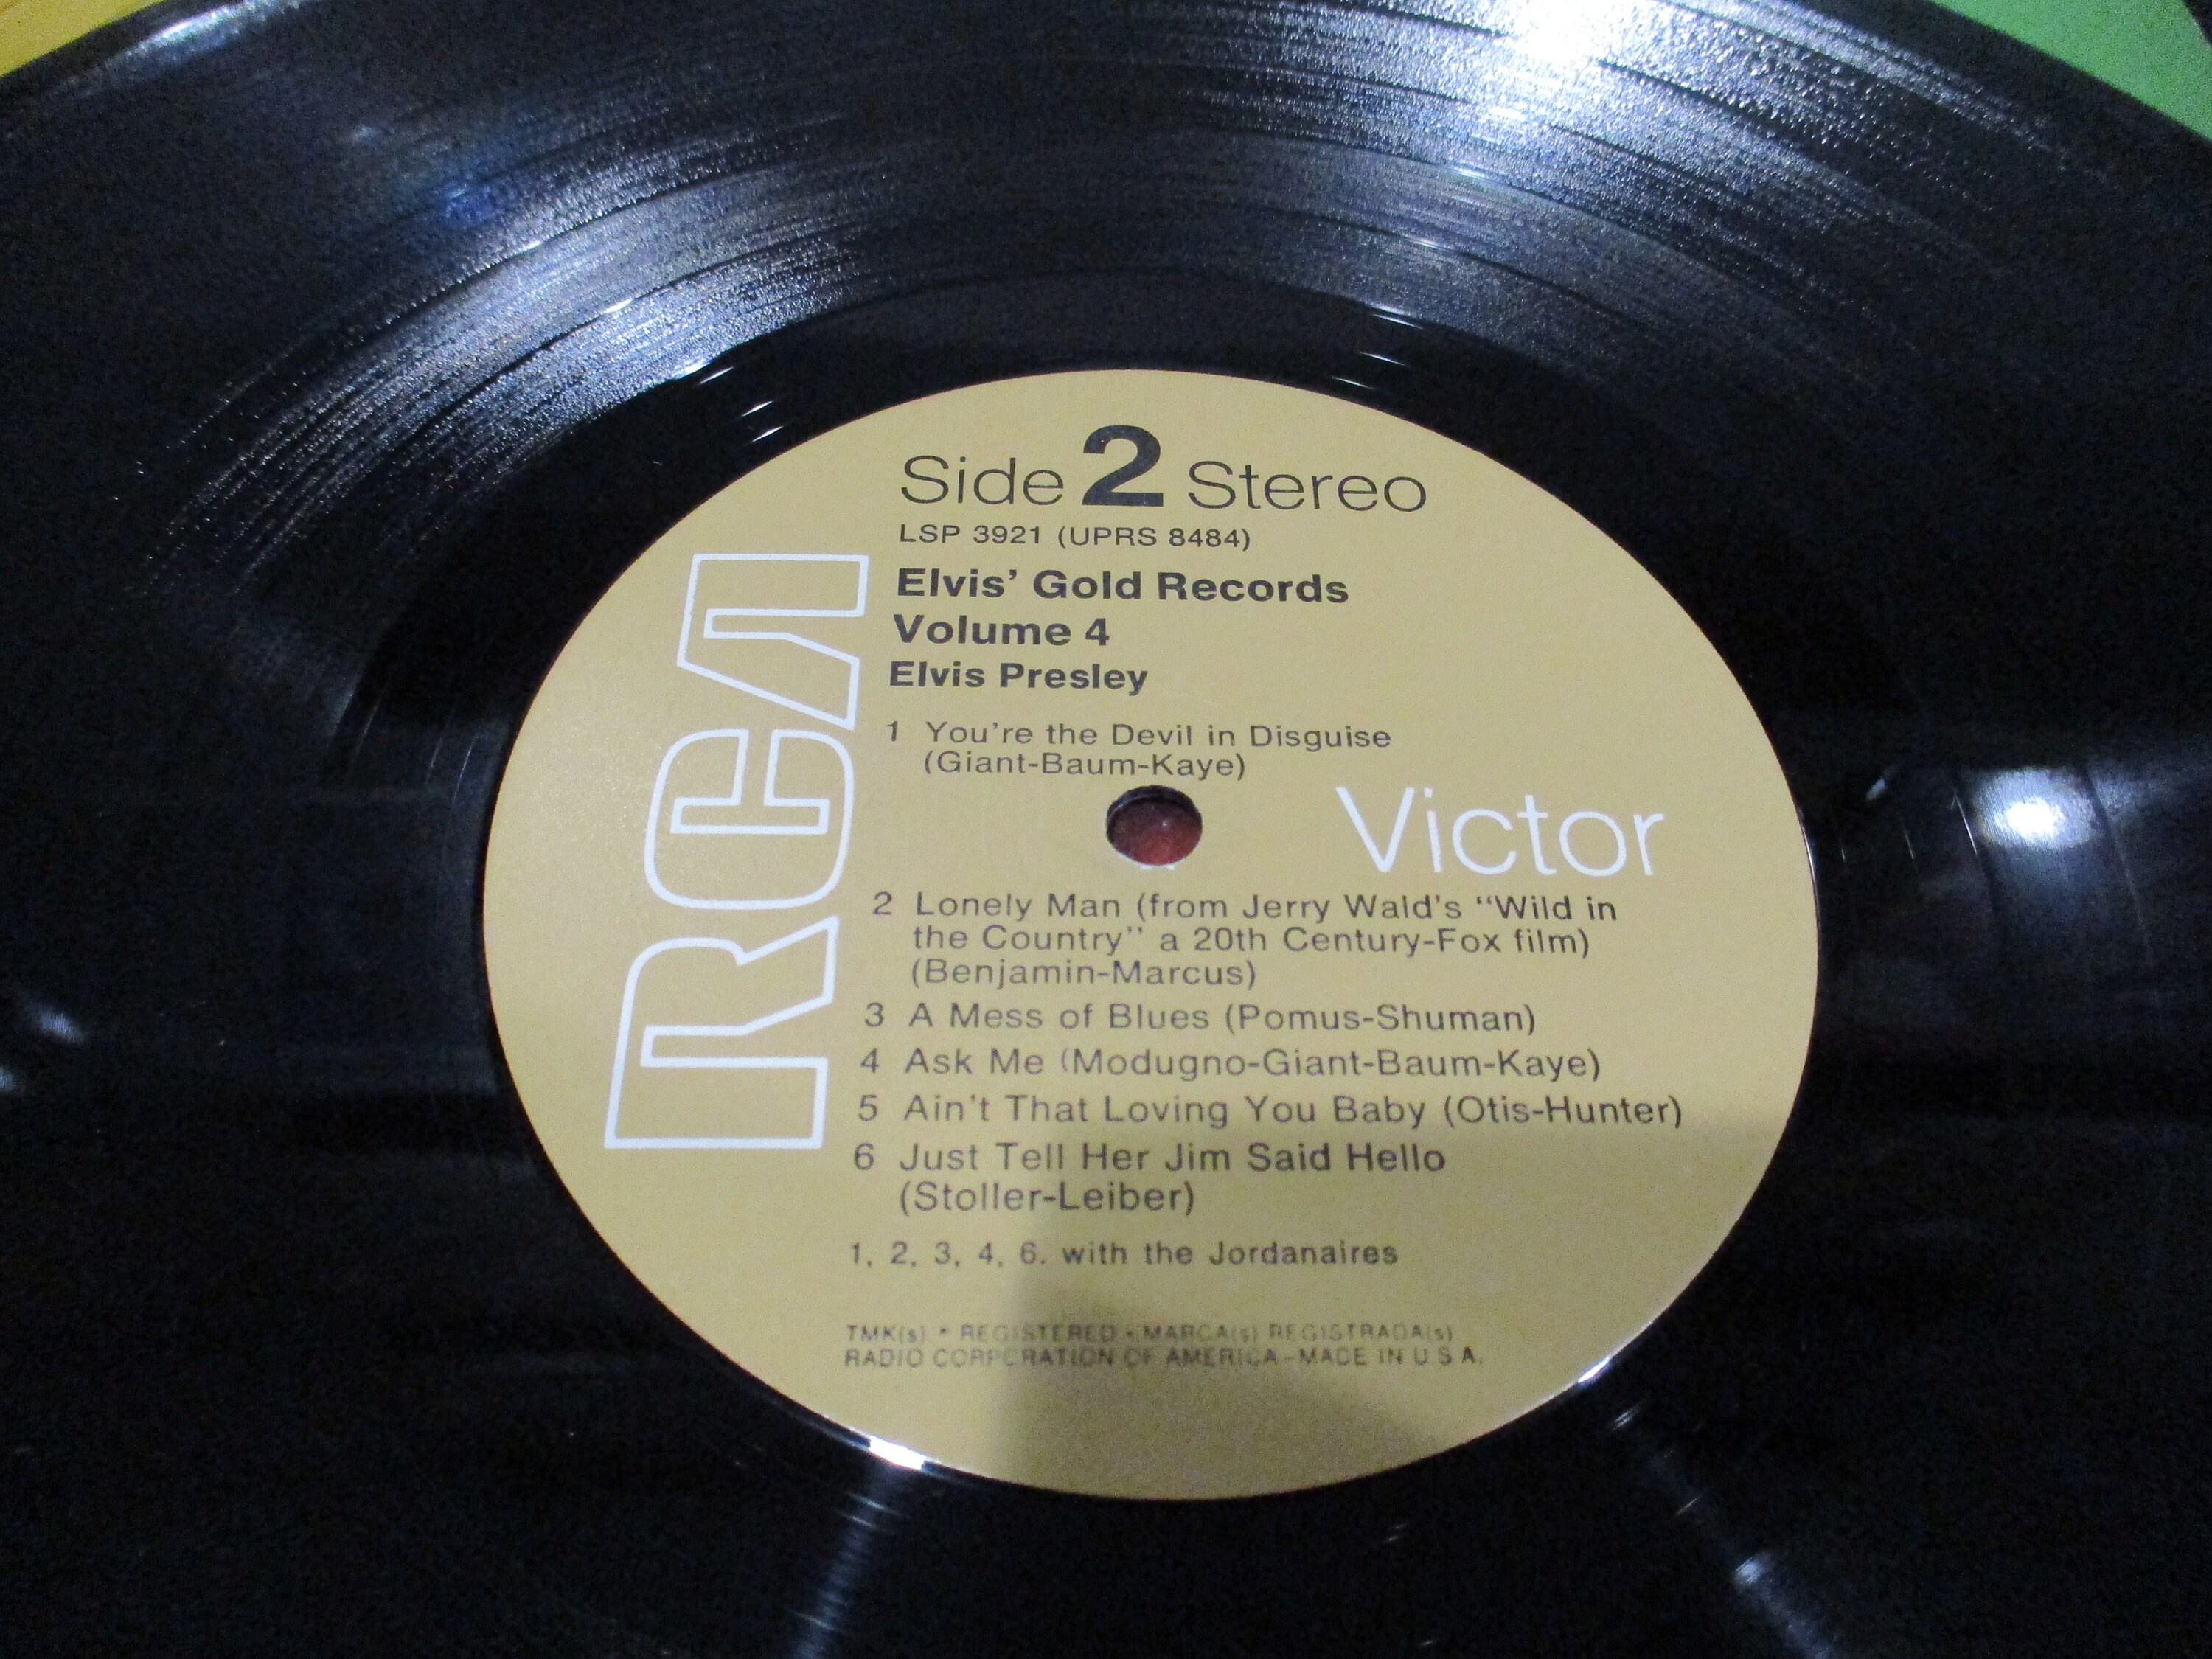 Side 2 Stereo
LSP 3921 (UPRS 8484)
Elvis' Gold Records
Volume 4
Elvis Presley
1 You're the Devil in Disguise
(Giant-Baum-Kaye)
RCA
Victor
2 Lonely Man (from Jerry Wald's "Wild in
the Country" a 20th Century-Fox film)
(Benjamin-Marcus)
3 A Mess of Blues (Pomus-Shuman)
4 Ask Me (Modugno-Giant-Baum-Kaye)
5 Ain't That Loving You Baby (Otis-Hunter)
6 Just Tell Her Jim Said Hello
(Stoller-Leiber)
1, 2, 3, 4, 6. with the Jordanaires
TMK(s) • REGISTERED • MARCA(s) REGISTRADA(s)
RADIO CORPORATION OF AMERICA–MADE IN U.S.A.